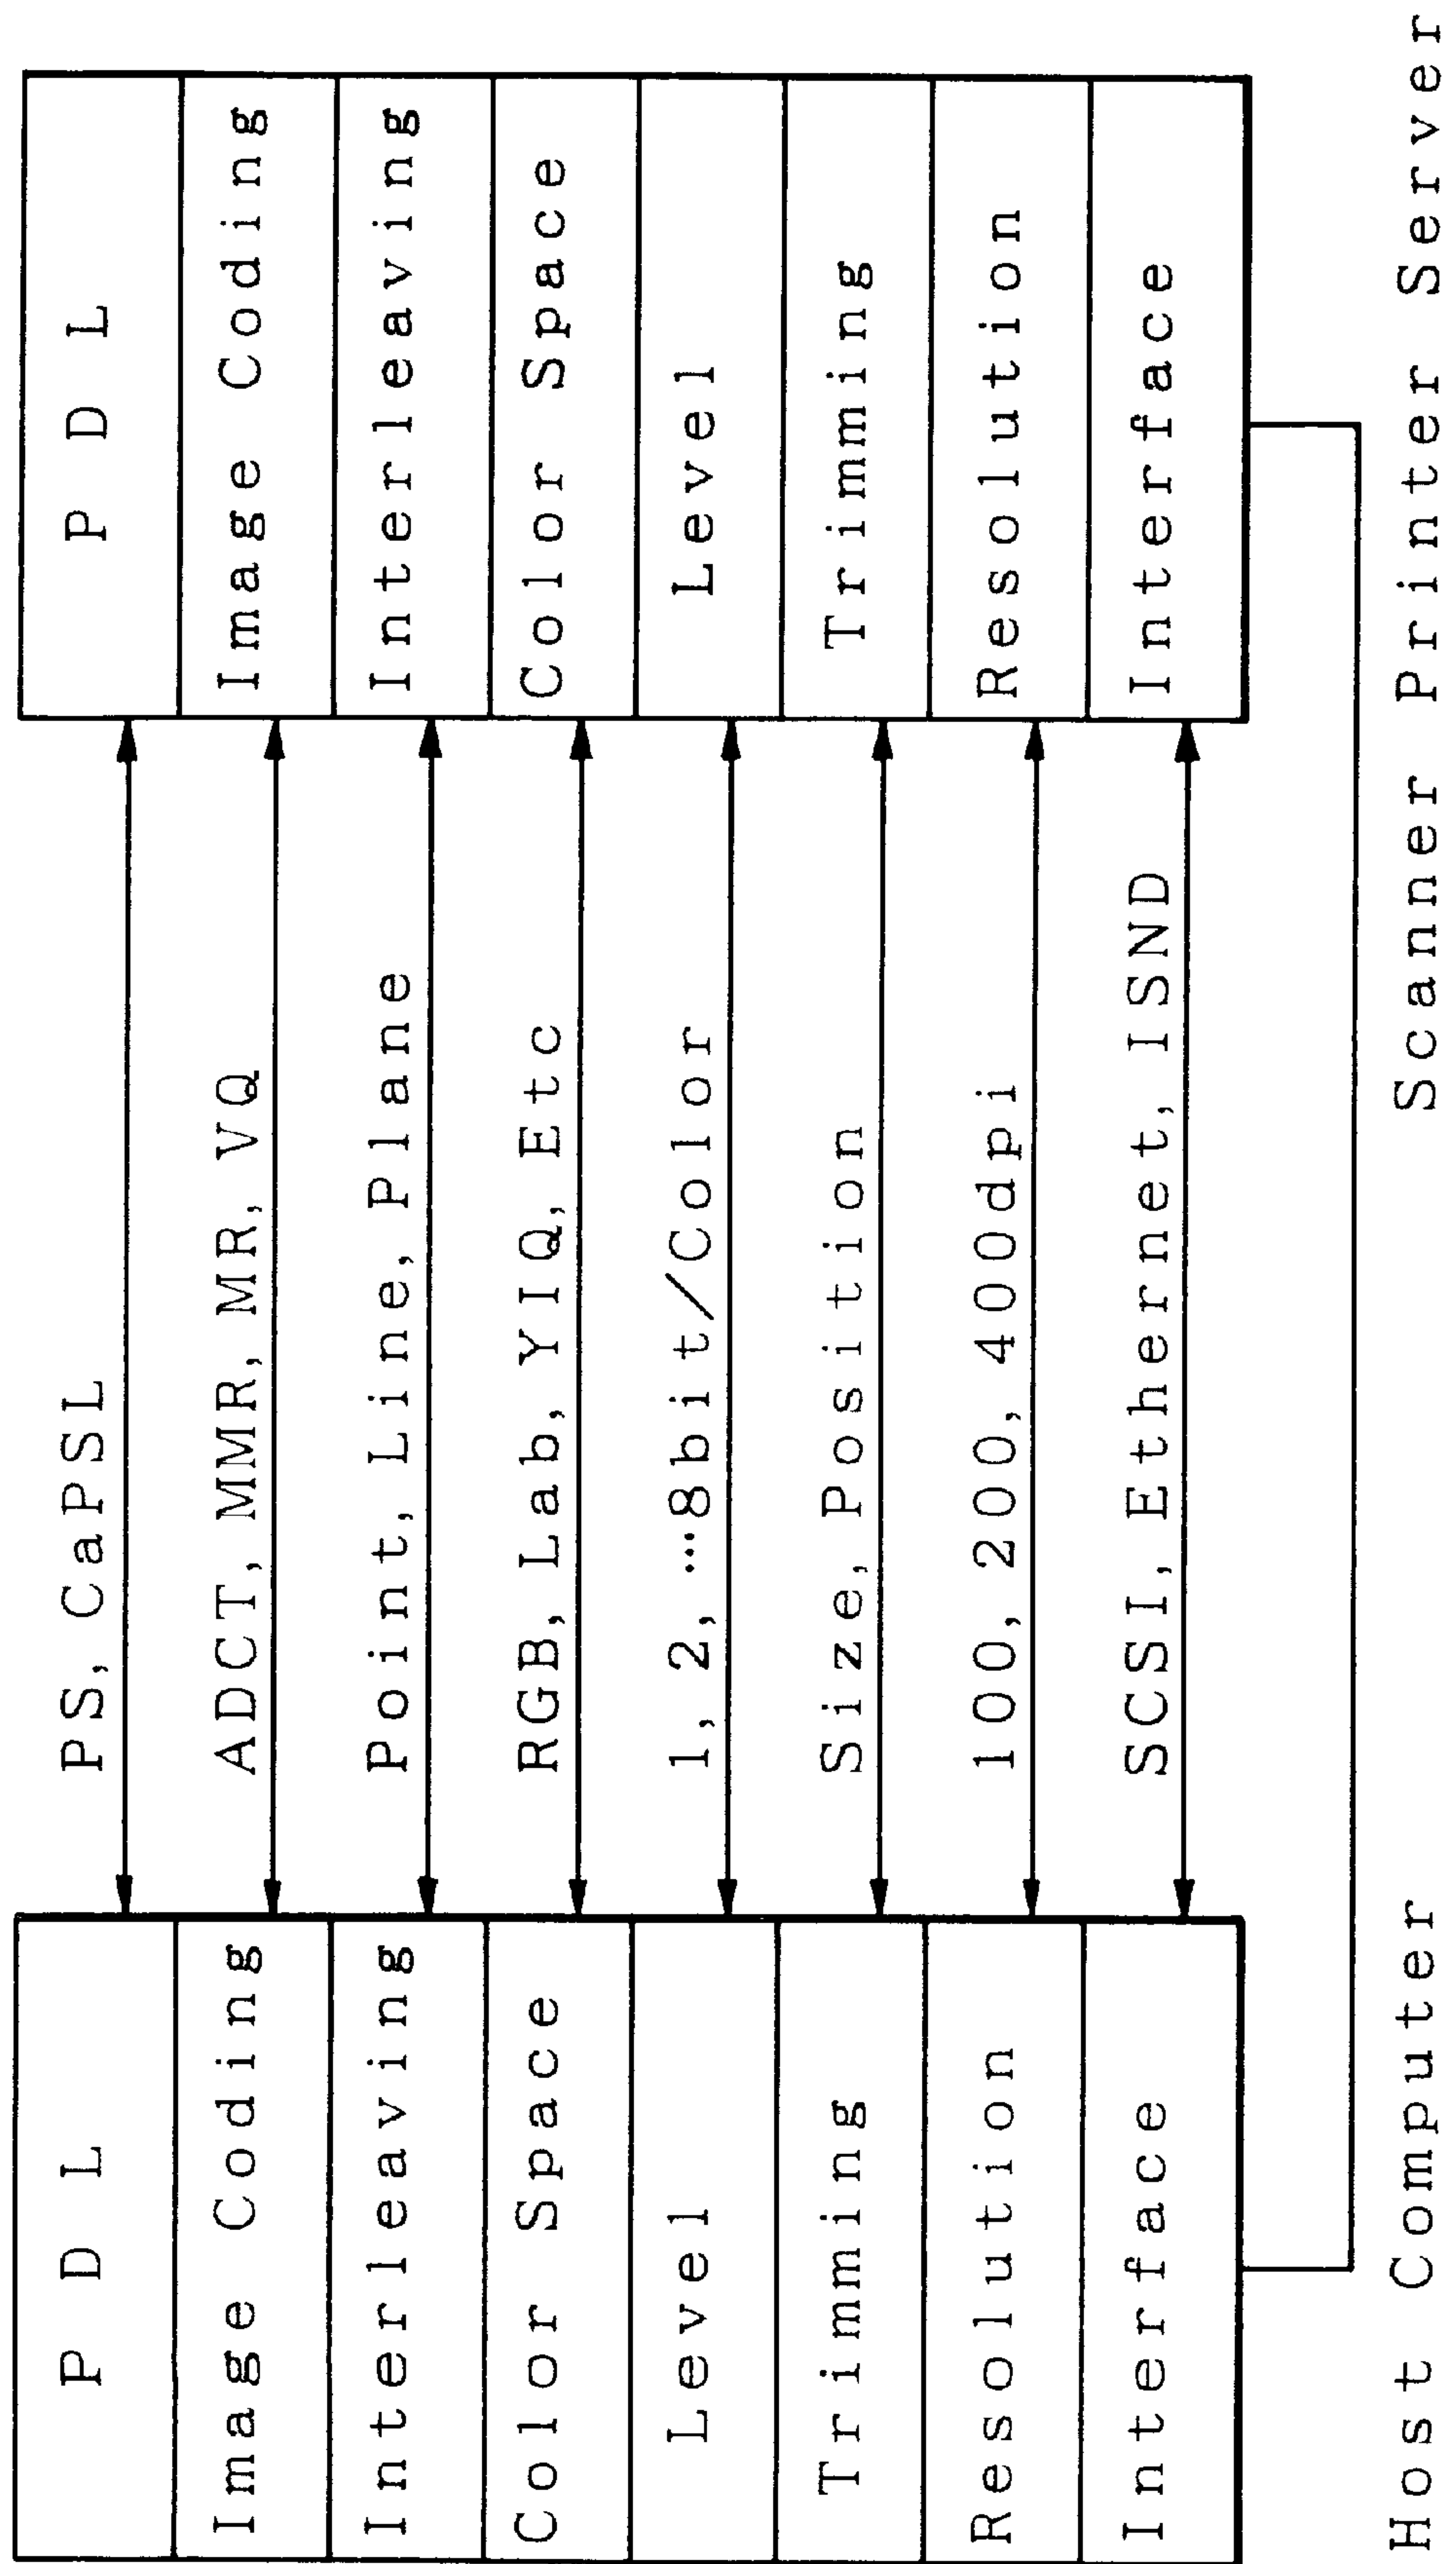 P D L
Image Coding
Interleaving
Color Space
Level
Trimming
Resolution
Interface
PS, CaPSL
ADCT, MMR, MR, VQ
Point, Line, Plane
RGB, Lab, YIQ, Etc
1, 2, …8bit/Color
Size, Position
100, 200, 400dpi
SCSI, Ethernet, ISND
P D L
Image Coding
Interleaving
Color Space
Level
Trimming
Resolution
Interface
Host Computer
Scanner Printer Server